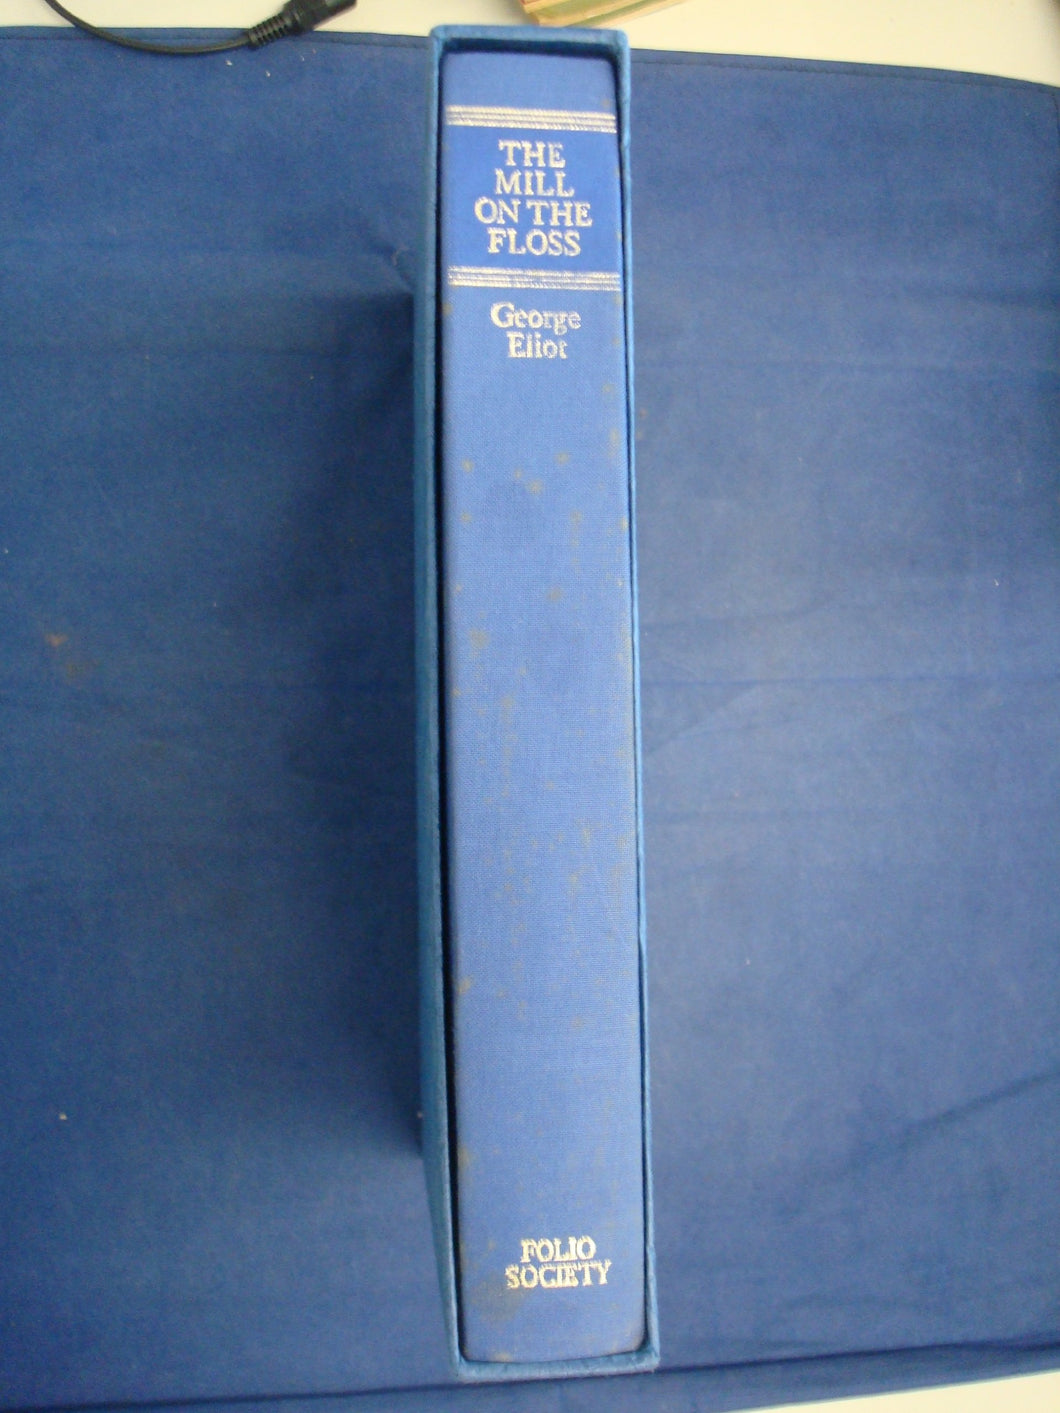 THE
MILL
ON THE
FLOSS
George
Eliot
FOLIO
SOCIETY